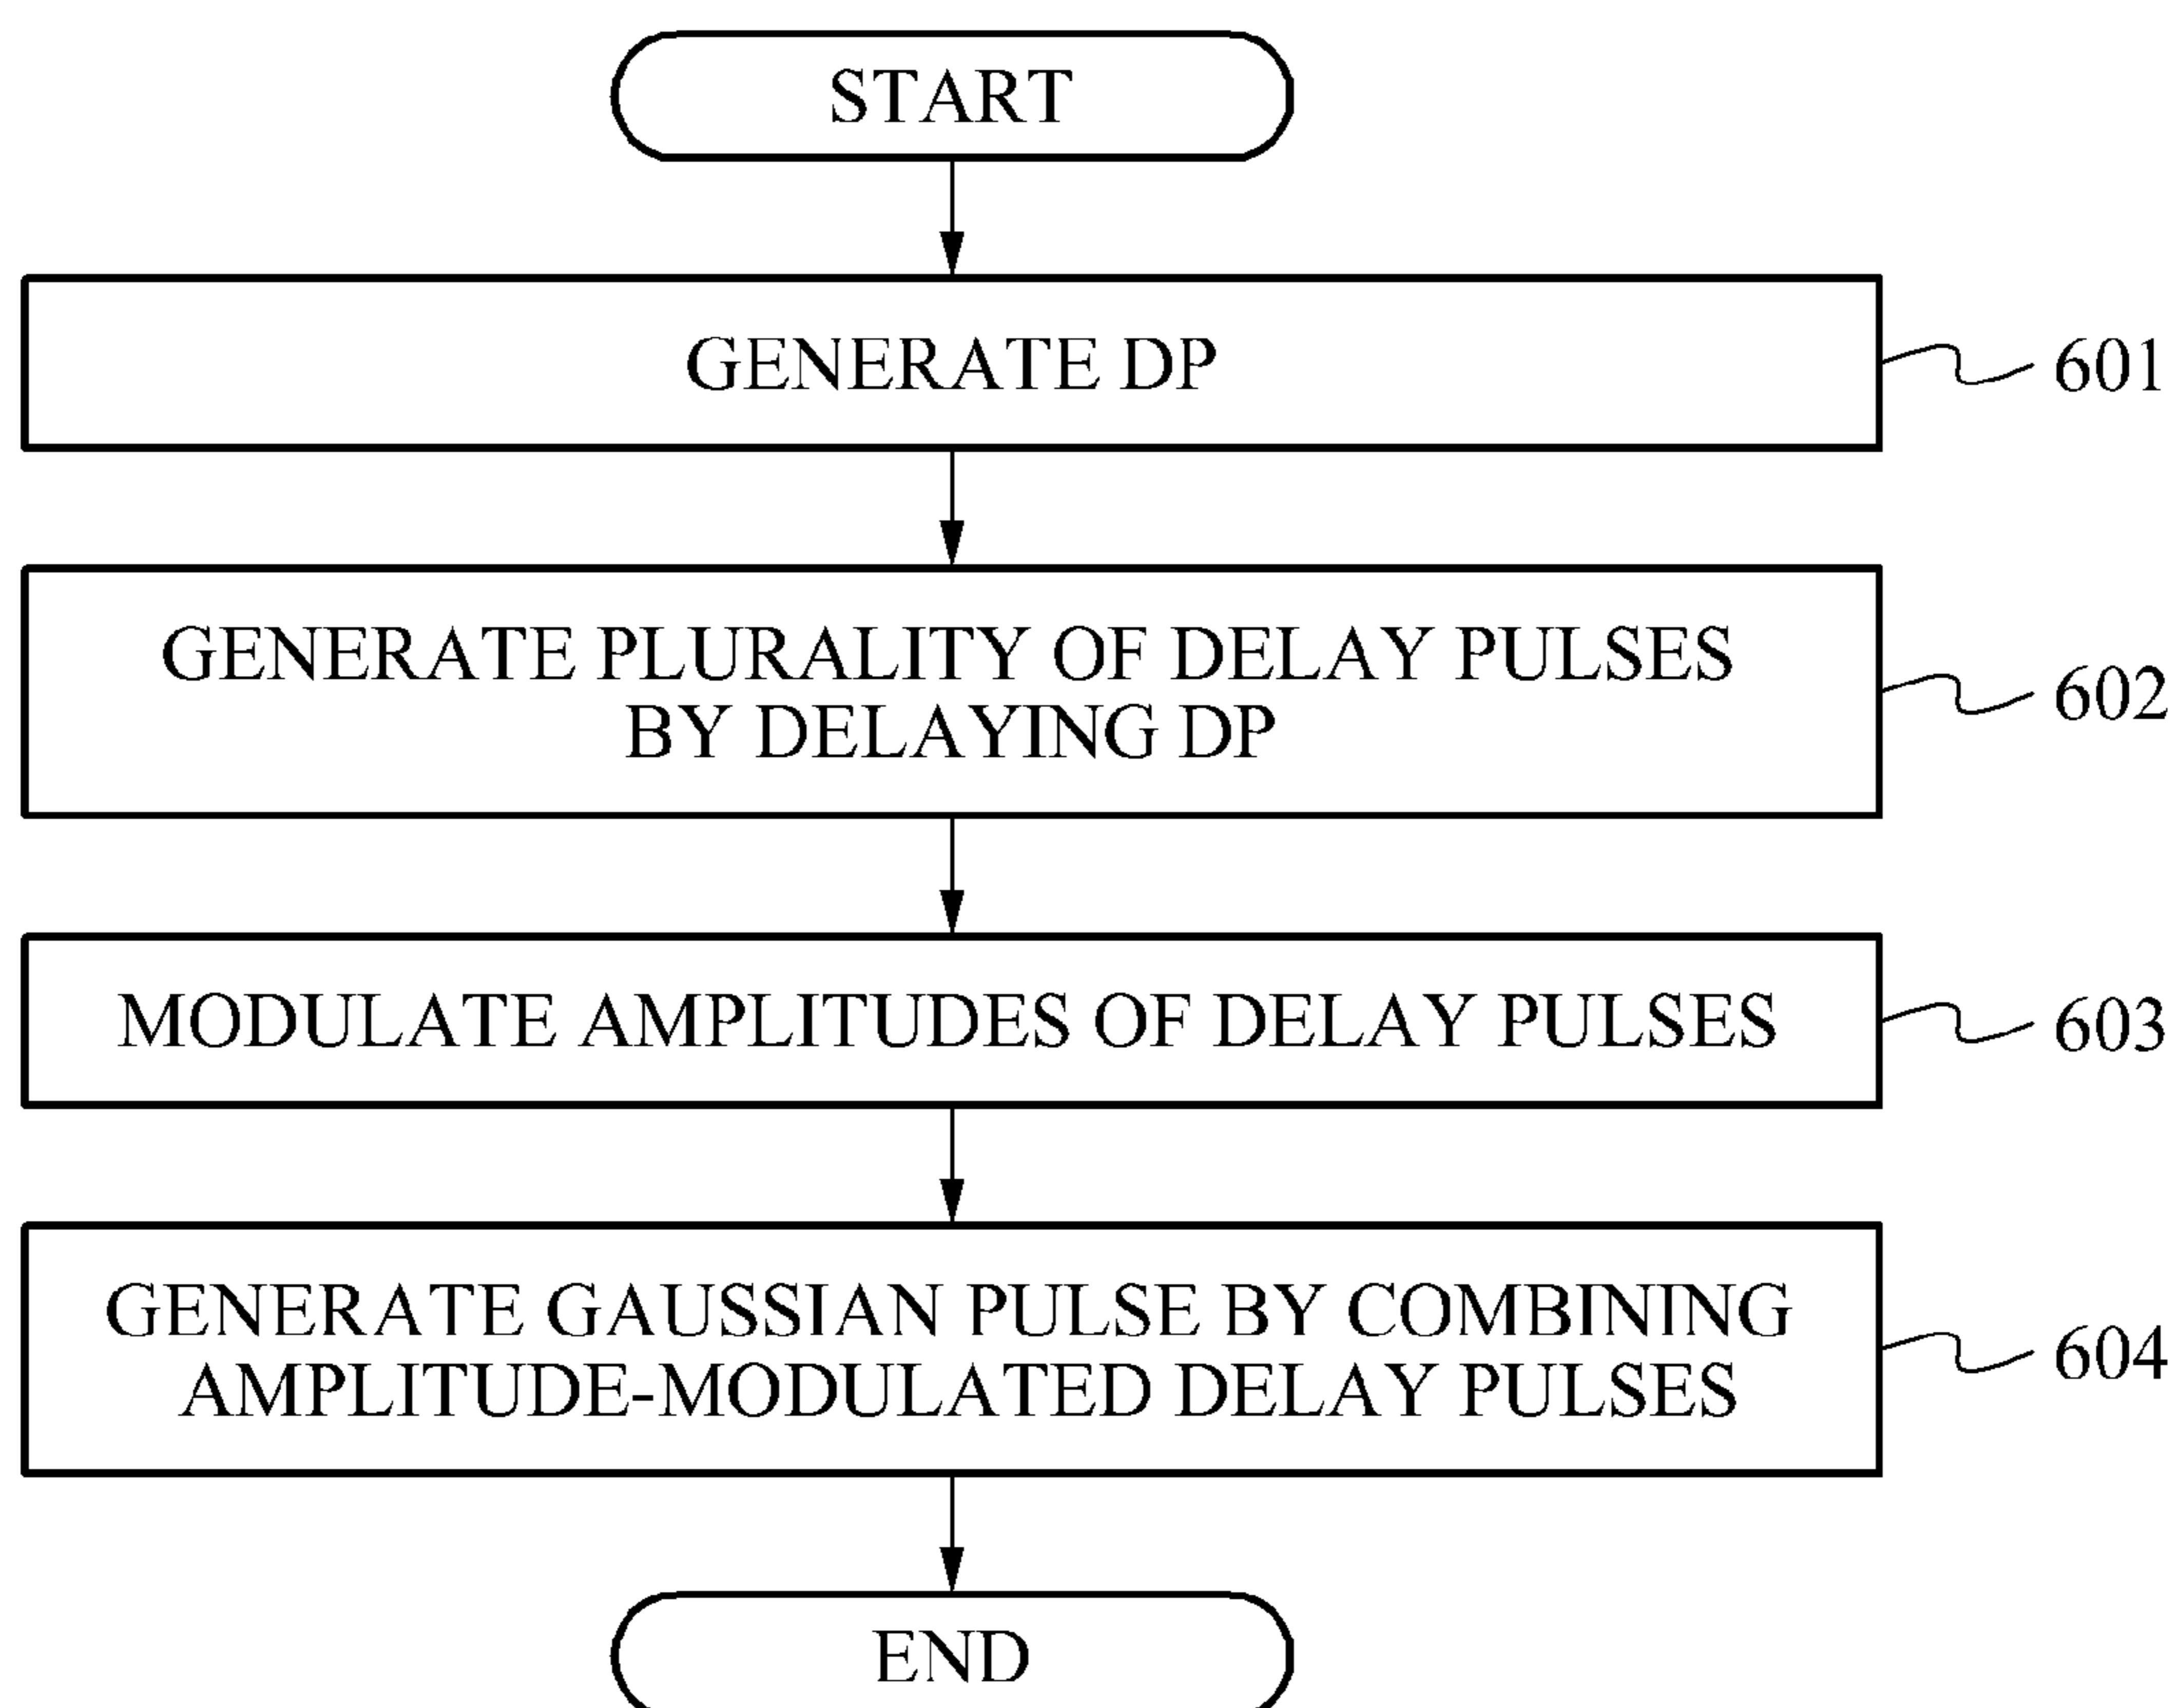 START
GENERATE DP
601
GENERATE PLURALITY OF DELAY PULSES
BY DELAYING DP
602
MODULATE AMPLITUDES OF DELAY PULSES
603
GENERATE GAUSSIAN PULSE BY COMBINING
AMPLITUDE-MODULATED DELAY PULSES
604
END